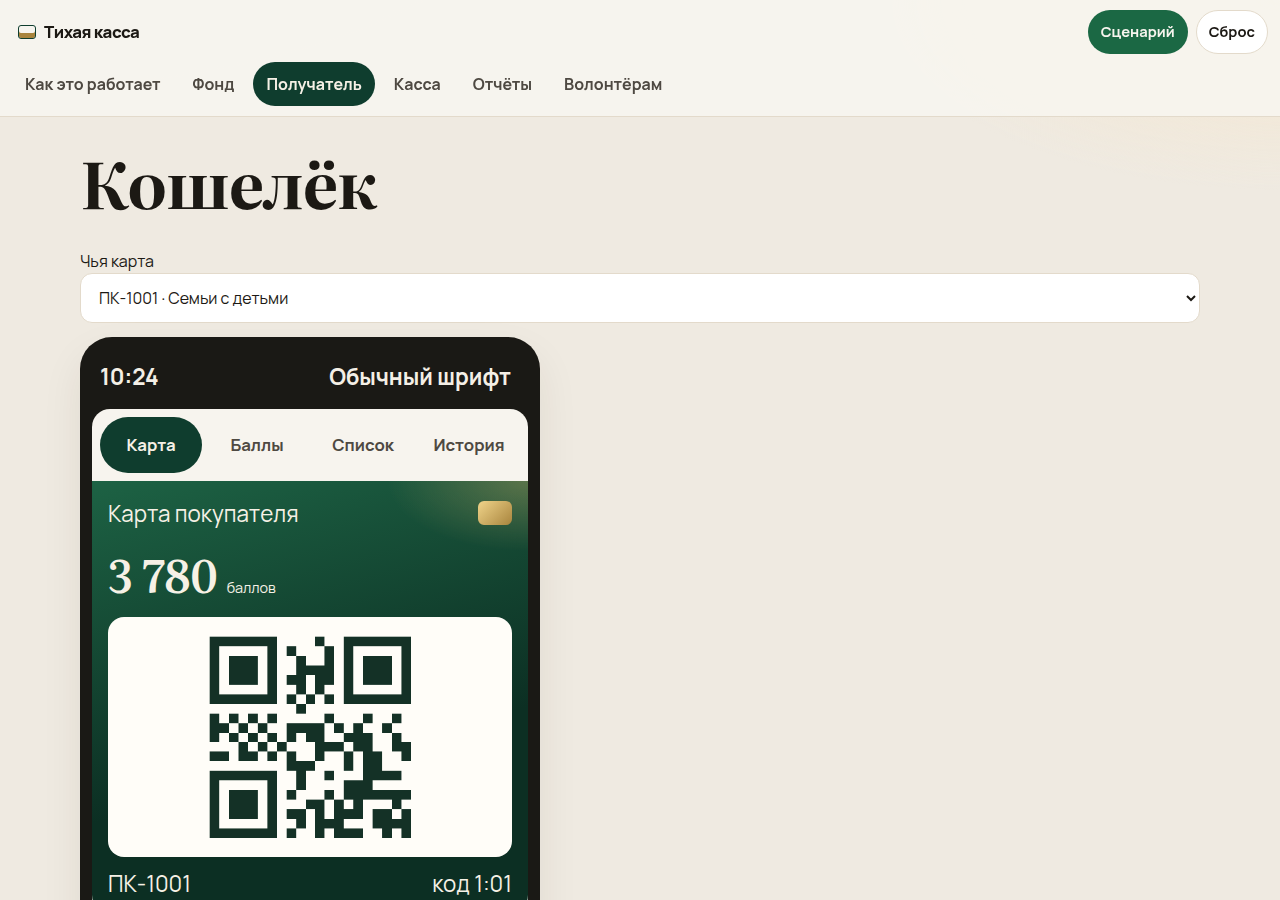 Тихая касса
Сценарий
Сброс
Как это работает
Фонд
Получатель
Касса
Отчёты
Волонтёрам
Кошелёк
Чья карта
ПК-1001 · Семьи с детьми
10:24
Обычный шрифт
Карта
Баллы
Список
История
Карта покупателя
3 780 баллов
ПК-1001
код 1:01